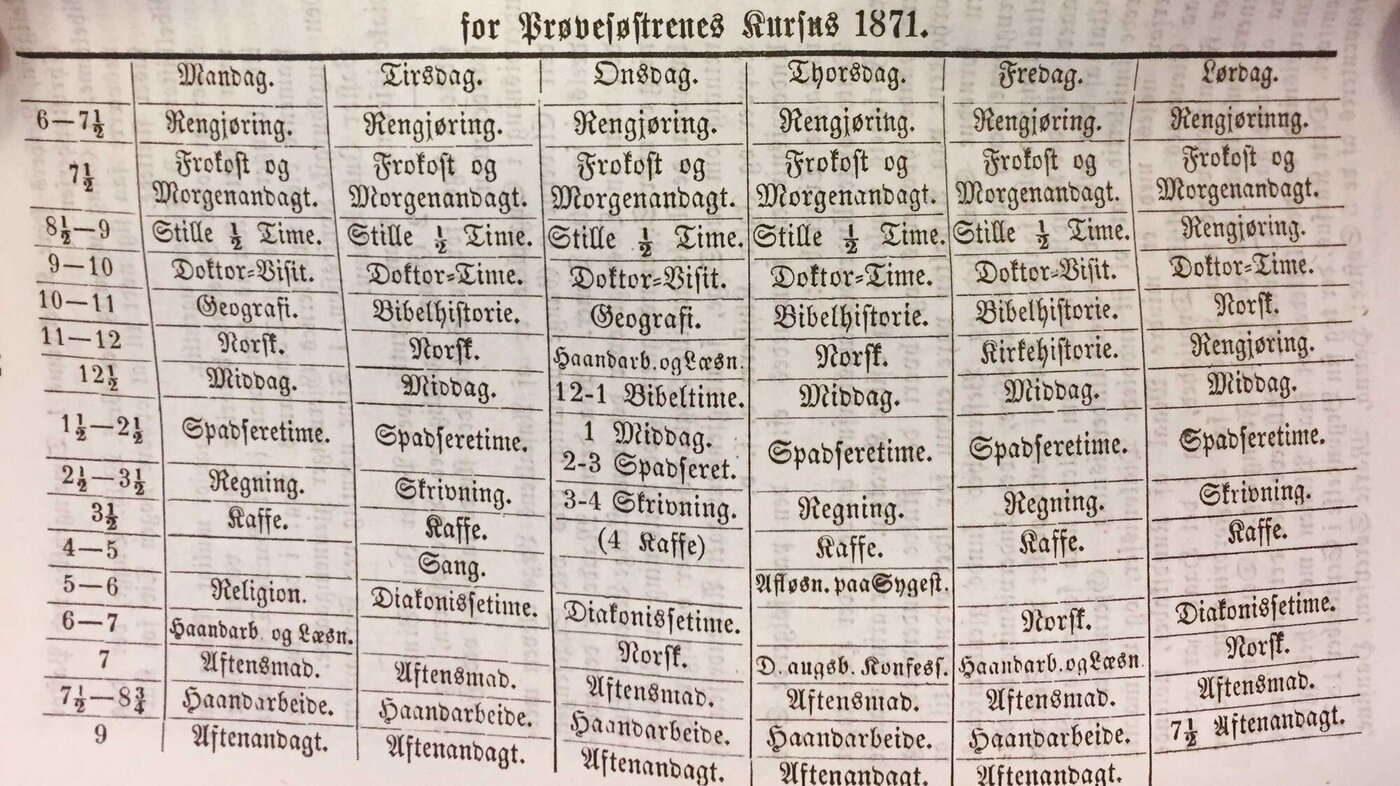 for Prøvesøstrenes Kursus 1871.
Mandag. Tirsdag. Onsdag. Thorsdag. Fredag. Lørdag.
6—7½ Rengjøring. Rengjøring. Rengjøring. Rengjøring. Rengjøring. Rengjørinng.
7½ Frokost og Frokost og Frokost og Frokost og Frokost og Frokost og
Morgenandagt. Morgenandagt. Morgenandagt. Morgenandagt. Morgenandagt. Morgenandagt.
8½—9 Stille ½ Time. Stille ½ Time. Stille ½ Time. Stille ½ Time. Stille ½ Time. Rengjøring.
9—10 Doktor=Visit. Doktor=Time. Doktor=Visit. Doktor=Time. Doktor=Visit. Doktor=Time.
10—11 Geografi. Bibelhistorie. Geografi. Bibelhistorie. Bibelhistorie. Norsk.
11—12 Norsk. Norsk. Haandarb. og Læsn. Norsk. Kirkehistorie. Rengjøring.
12½ Middag. Middag. 12-1 Bibeltime. Middag. Middag. Middag.
1½—2½ Spadseretime. Spadseretime. 1 Middag. Spadseretime. Spadseretime. Spadseretime.
2-3 Spadseret.
2½—3½ Regning. Skrivning. 3-4 Skrivning. Regning. Regning. Skrivning.
3½ Kaffe. Kaffe. (4 Kaffe) Kaffe. Kaffe. Kaffe.
4—5 Sang. Afløsn. paa Sygest.
5—6 Religion. Diakonissetime. Diakonissetime. Norsk. Diakonissetime.
6—7 Haandarb. og Læsn. Norsk. D. augsb. Konfess. Haandarb. og Læsn Norsk.
7 Aftensmad. Aftensmad. Aftensmad. Aftensmad. Aftensmad. Aftensmad.
7½—8¾ Haandarbeide. Haandarbeide. Haandarbeide. Haandarbeide. Haandarbeide. 7½ Aftenandagt.
9 Aftenandagt. Aftenandagt. Aftenandagt. Aftenandagt. Aftenandagt.